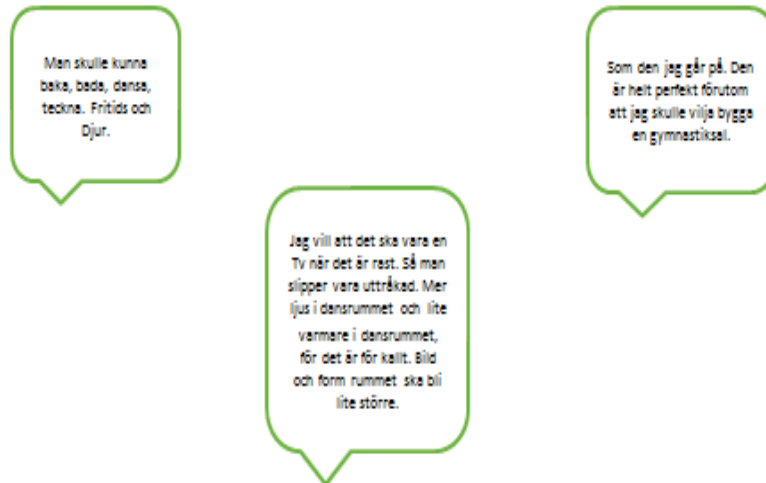 Man skulle kunna
baka, bada, dansa,
teckna. Fritids och
Djur.
Som den jag går på. Den
är helt perfekt förutom
att jag skulle vilja bygga
en gymnastiksal.
Jag vill att det ska vara en
Tv när det är rast. Så man
slipper vara uttråkad. Mer
ljus i dansrummet och lite
varmare i dansrummet,
för det är för kallt. Bild
och form rummet ska bli
lite större.